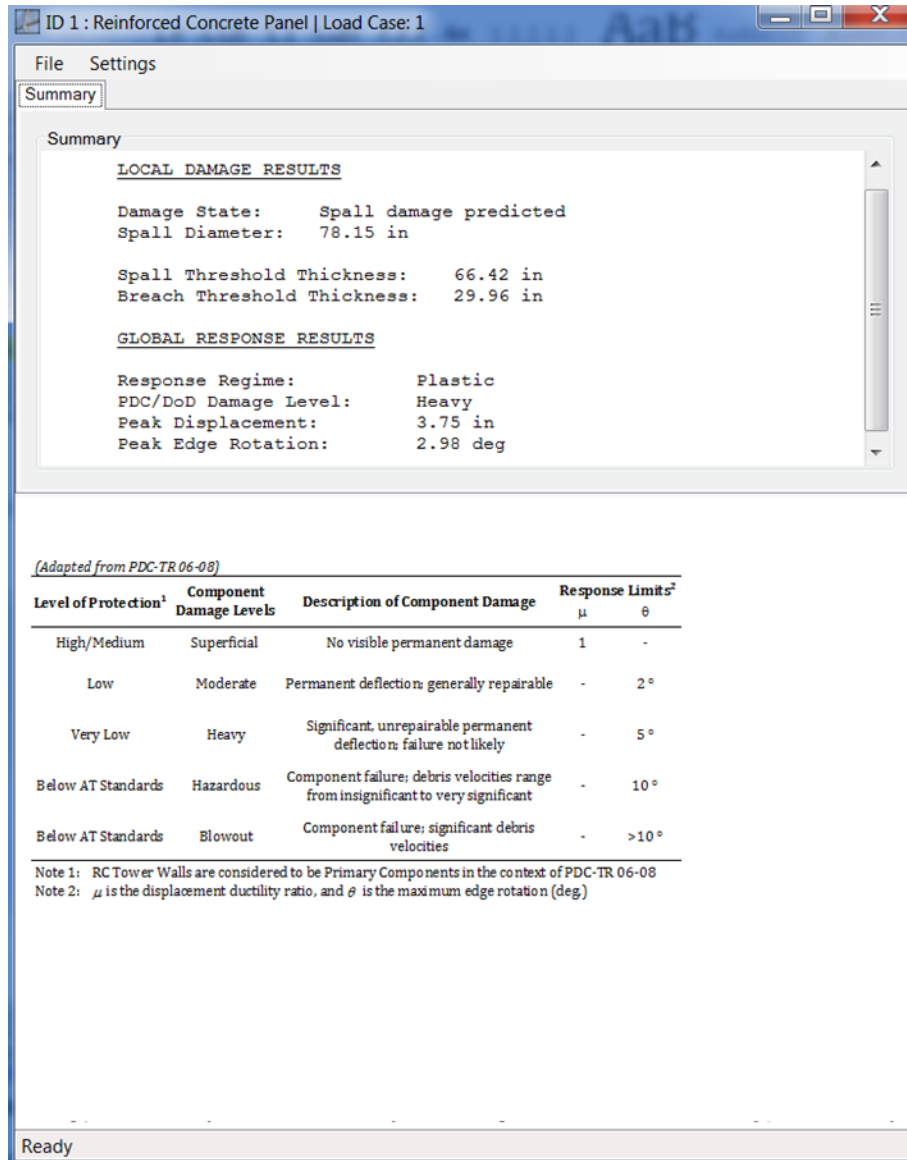 ID 1 : Reinforced Concrete Panel | Load Case: 1
File Settings
Summary
Summary
LOCAL DAMAGE RESULTS
Damage State: Spall damage predicted
Spall Diameter: 78.15 in
Spall Threshold Thickness: 66.42 in
Breach Threshold Thickness: 29.96 in
GLOBAL RESPONSE RESULTS
Response Regime: Plastic
PDC/DoD Damage Level: Heavy
Peak Displacement: 3.75 in
Peak Edge Rotation: 2.98 deg
(Adapted from PDC-TR 06-08)
Level of Protection¹ Component Damage Levels Description of Component Damage Response Limits²
μ θ
High/Medium Superficial No visible permanent damage 1 -
Low Moderate Permanent deflection; generally repairable - 2 °
Very Low Heavy Significant, unrepairable permanent deflection; failure not likely - 5 °
Below AT Standards Hazardous Component failure; debris velocities range from insignificant to very significant - 10 °
Below AT Standards Blowout Component failure; significant debris velocities - >10 °
Note 1: RC Tower Walls are considered to be Primary Components in the context of PDC-TR 06-08
Note 2: μ is the displacement ductility ratio, and θ is the maximum edge rotation (deg.)
Ready